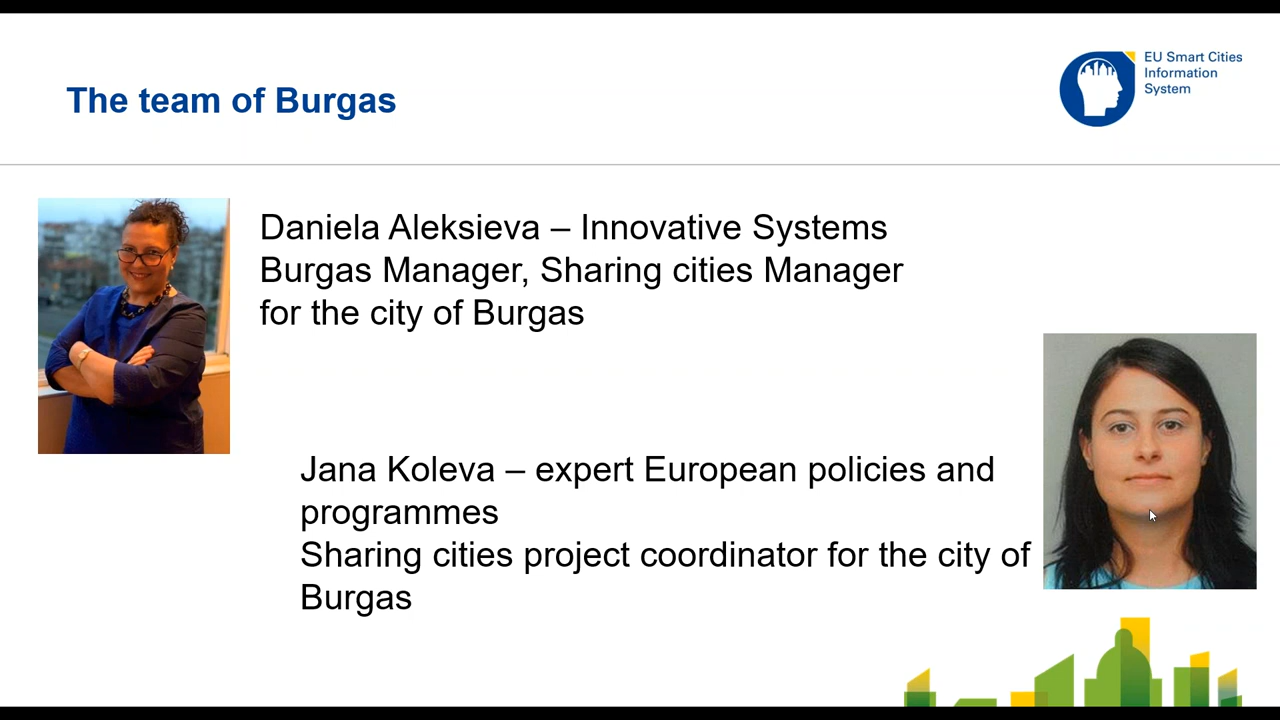 The team of Burgas
EU Smart Cities
Information
System
Daniela Aleksieva – Innovative Systems
Burgas Manager, Sharing cities Manager
for the city of Burgas
Jana Koleva – expert European policies and
programmes
Sharing cities project coordinator for the city of
Burgas